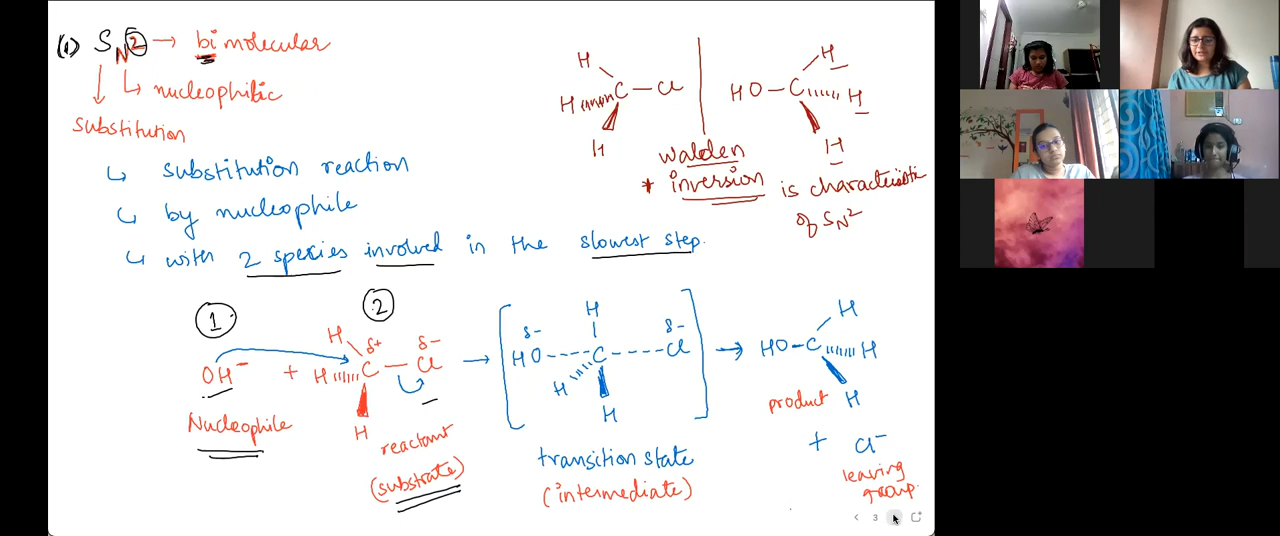 (1) SN2 → bimolecular
nucleophilic
Substitution
↳ substitution reaction
↳ by nucleophile
↳ with 2 species involved in the slowest step.
H
H C — Cl
H
H
HO — C H
H
Walden
* inversion is characteristic
of SN2
1
2
OH⁻ + H C — Cl
H
δ+ δ-
H
Nucleophile
reactant
(substrate)
H
δ- δ-
HO ---- C ---- Cl
H
H
transition state
(intermediate)
H
HO — C H
product H
+ Cl⁻
leaving
group.
3